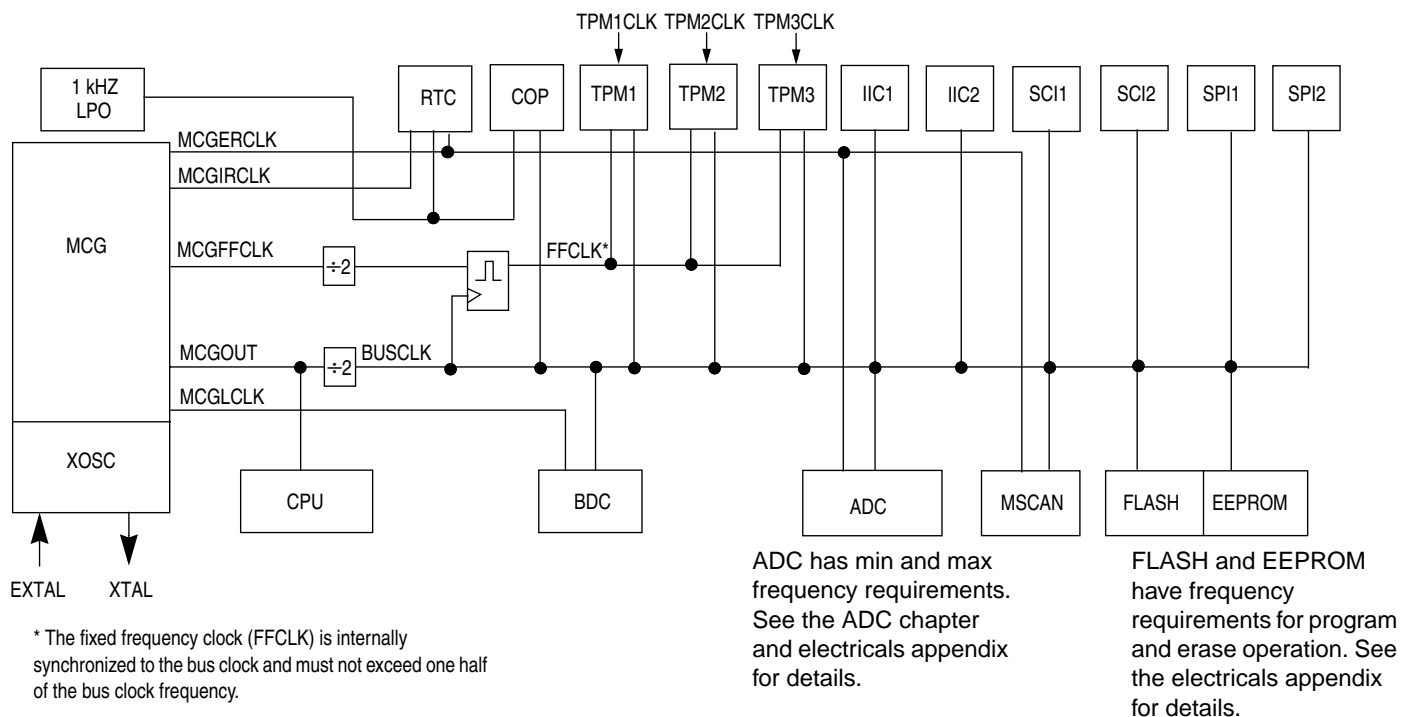 TPM1CLK TPM2CLK TPM3CLK
1 kHZ
LPO
RTC
COP
TPM1
TPM2
TPM3
IIC1
IIC2
SCI1
SCI2
SPI1
SPI2
MCGERCLK
MCGIRCLK
MCG
MCGFFCLK
÷2
FFCLK*
MCGOUT
÷2
BUSCLK
MCGLCLK
XOSC
CPU
BDC
ADC
MSCAN
FLASH
EEPROM
EXTAL
XTAL
ADC has min and max
frequency requirements.
See the ADC chapter
and electricals appendix
for details.
FLASH and EEPROM
have frequency
requirements for program
and erase operation. See
the electricals appendix
for details.
* The fixed frequency clock (FFCLK) is internally
synchronized to the bus clock and must not exceed one half
of the bus clock frequency.